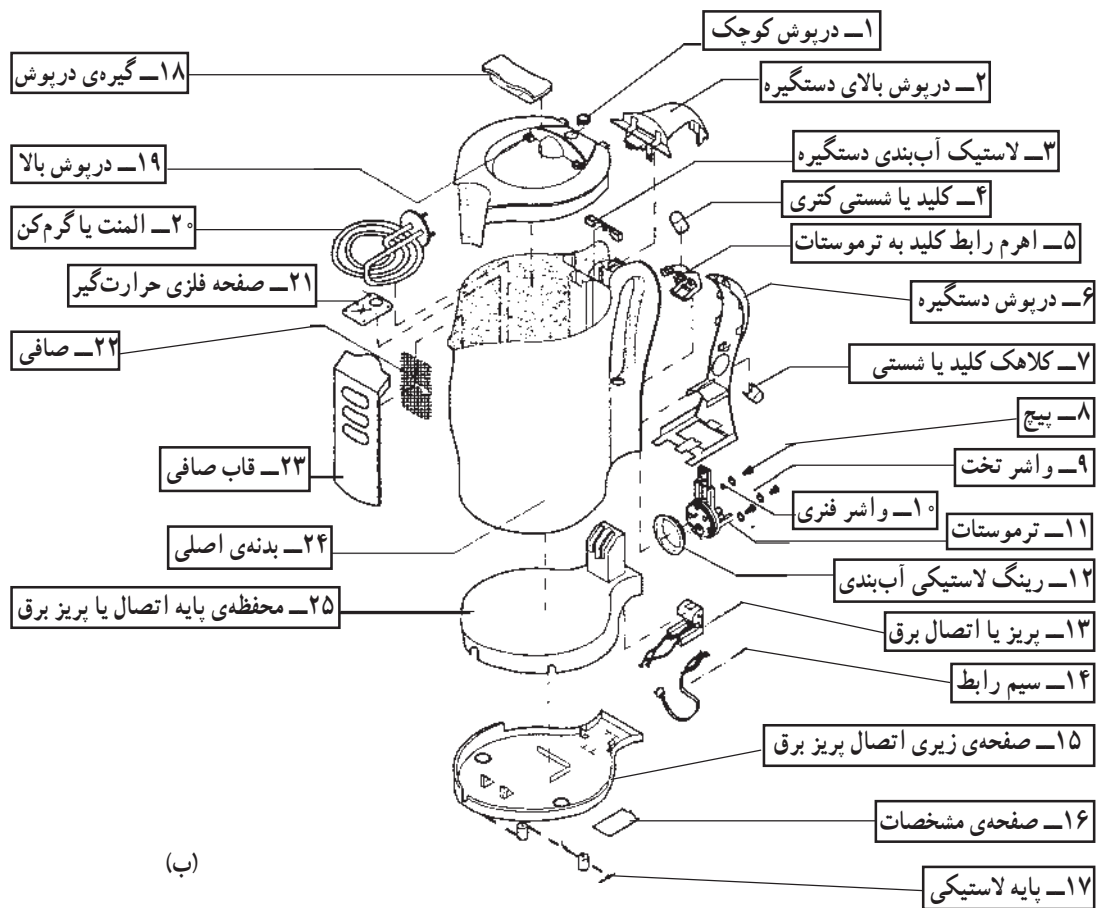 ۱ــ درپوش کوچک
۲ــ درپوش بالای دستگیره
۳ــ لاستیک آب‌بندی دستگیره
۴ــ کلید یا شستی کتری
۵ــ اهرم رابط کلید به ترموستات
۶ــ درپوش دستگیره
۷ــ کلاهک کلید یا شستی
۸ــ پیچ
۹ــ واشر تخت
۱۰ــ واشر فنری
۱۱ــ ترموستات
۱۲ــ رینگ لاستیکی آب‌بندی
۱۳ــ پریز یا اتصال برق
۱۴ــ سیم رابط
۱۵ــ صفحه‌ی زیری اتصال پریز برق
۱۶ــ صفحه‌ی مشخصات
۱۷ــ پایه لاستیکی
۱۸ــ گیره‌ی درپوش
۱۹ــ درپوش بالا
۲۰ــ المنت یا گرم‌کن
۲۱ــ صفحه فلزی حرارت‌گیر
۲۲ــ صافی
۲۳ــ قاب صافی
۲۴ــ بدنه‌ی اصلی
۲۵ــ محفظه‌ی پایه اتصال یا پریز برق
(ب)